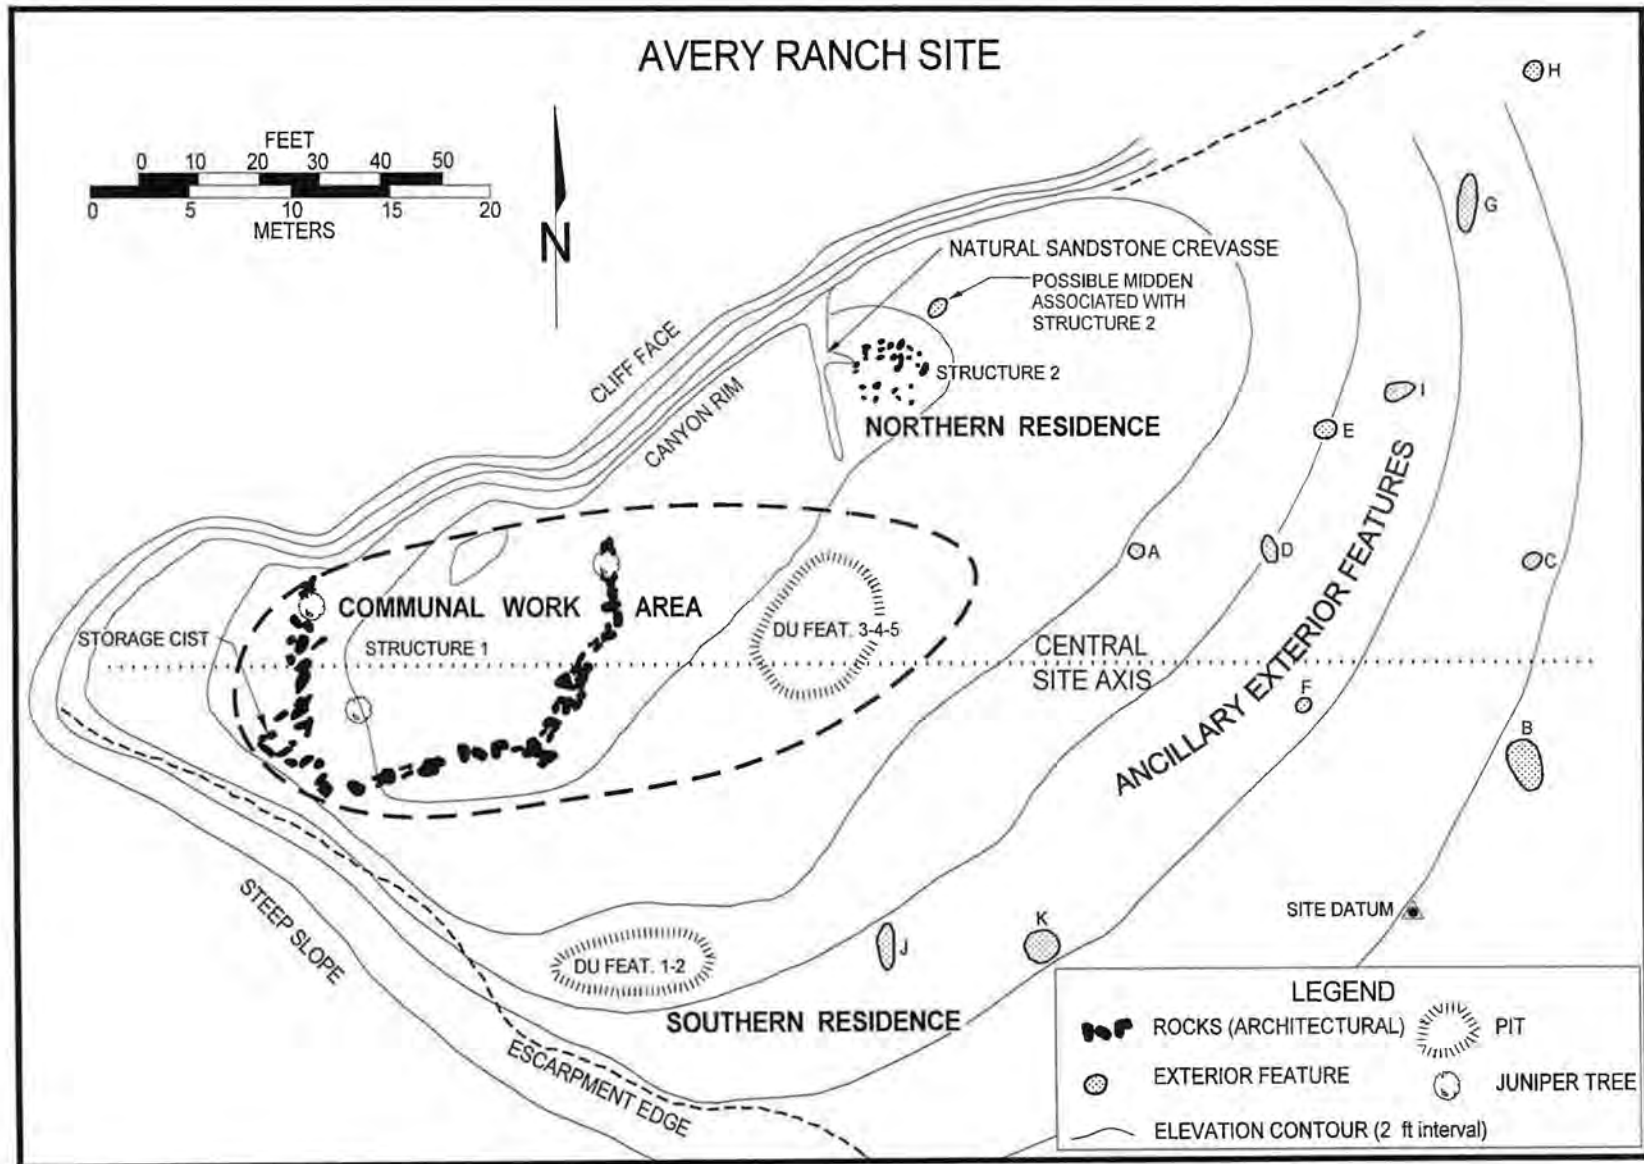 AVERY RANCH SITE
FEET
0 10 20 30 40 50
0 5 10 15 20
METERS
N
H
G
NATURAL SANDSTONE CREVASSE
POSSIBLE MIDDEN
ASSOCIATED WITH
STRUCTURE 2
CLIFF FACE
CANYON RIM
STRUCTURE 2
I
NORTHERN RESIDENCE
E
A
D
C
COMMUNAL WORK AREA
STORAGE CIST
STRUCTURE 1
DU FEAT. 3-4-5
CENTRAL
SITE AXIS
ANCILLARY EXTERIOR FEATURES
F
B
STEEP SLOPE
SITE DATUM
K
J
DU FEAT. 1-2
SOUTHERN RESIDENCE
ESCARPMENT EDGE
LEGEND
ROCKS (ARCHITECTURAL)
PIT
EXTERIOR FEATURE
JUNIPER TREE
ELEVATION CONTOUR (2 ft interval)